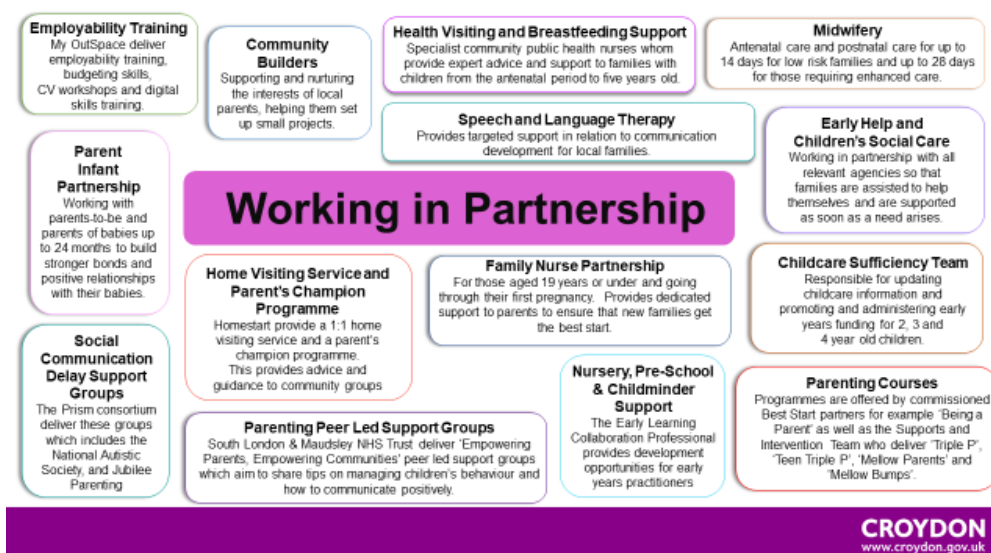 Employability Training
My OutSpace deliver
employability training,
budgeting skills,
CV workshops and digital
skills training.
Community
Builders
Supporting and nurturing
the interests of local
parents, helping them set
up small projects.
Health Visiting and Breastfeeding Support
Specialist community public health nurses whom
provide expert advice and support to families with
children from the antenatal period to five years old.
Midwifery
Antenatal care and postnatal care for up to
14 days for low risk families and up to 28 days
for those requiring enhanced care.
Speech and Language Therapy
Provides targeted support in relation to communication
development for local families.
Early Help and
Children's Social Care
Working in partnership with all
relevant agencies so that
families are assisted to help
themselves and are supported
as soon as a need arises.
Parent
Infant
Partnership
Working with
parents-to-be and
parents of babies up
to 24 months to build
stronger bonds and
positive relationships
with their babies.
Working in Partnership
Home Visiting Service and
Parent's Champion
Programme
Homestart provide a 1:1 home
visiting service and a parent's
champion programme.
This provides advice and
guidance to community groups
Family Nurse Partnership
For those aged 19 years or under and going
through their first pregnancy. Provides dedicated
support to parents to ensure that new families get
the best start.
Childcare Sufficiency Team
Responsible for updating
childcare information and
promoting and administering early
years funding for 2, 3 and
4 year old children.
Social
Communication
Delay Support
Groups
The Prism consortium
deliver these groups
which includes the
National Autistic
Society, and Jubilee
Parenting
Parenting Peer Led Support Groups
South London & Maudsley NHS Trust deliver 'Empowering
Parents, Empowering Communities' peer led support groups
which aim to share tips on managing children's behaviour and
how to communicate positively.
Nursery, Pre-School
& Childminder
Support
The Early Learning
Collaboration Professional
provides development
opportunities for early
years practitioners
Parenting Courses
Programmes are offered by commissioned
Best Start partners for example 'Being a
Parent' as well as the Supports and
Intervention Team who deliver 'Triple P',
'Teen Triple P', 'Mellow Parents' and
'Mellow Bumps'.
CROYDON
www.croydon.gov.uk